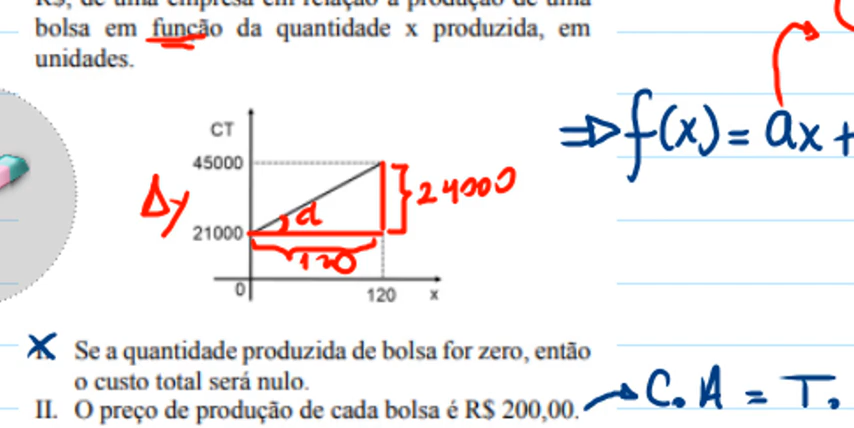 bolsa em função da quantidade x produzida, em
unidades.
⇒ f(x) = ax +
CT
45000
24000
Δy
α
21000
120
0
120
x
Se a quantidade produzida de bolsa for zero, então
o custo total será nulo.
II. O preço de produção de cada bolsa é R$ 200,00.
→ C.A = T.